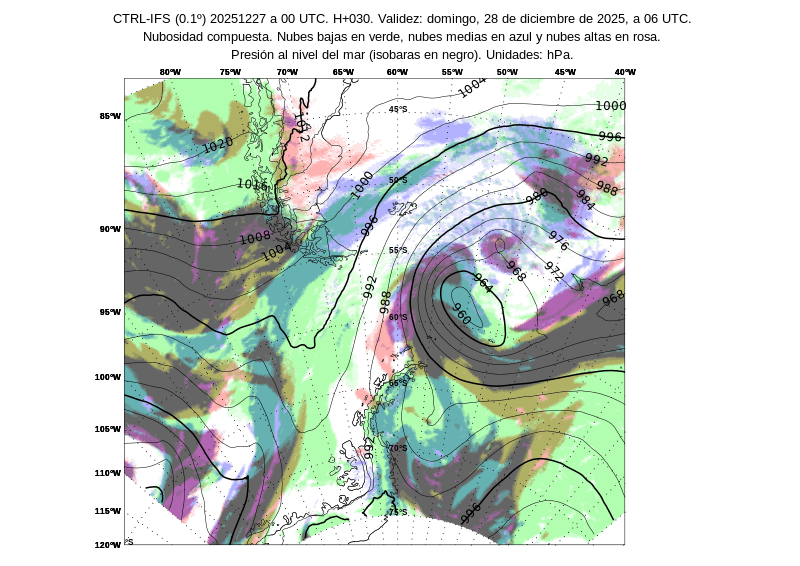 CTRL-IFS (0.1º) 20251227 a 00 UTC. H+030. Validez: domingo, 28 de diciembre de 2025, a 06 UTC.
Nubosidad compuesta. Nubes bajas en verde, nubes medias en azul y nubes altas en rosa.
Presión al nivel del mar (isobaras en negro). Unidades: hPa.
80°W 75°W 70°W 65°W 60°W 55°W 50°W 45°W 40°W
1004
1000
45°S
85°W
1012
996
1020
992
50°S
1016
1000
988
980
984
996
90°W
1008
976
1004
55°S
968
972
964
992
988
968
95°W
60°S
960
100°W
65°S
105°W
992
70°S
110°W
115°W
75°S
996
120°W
°S